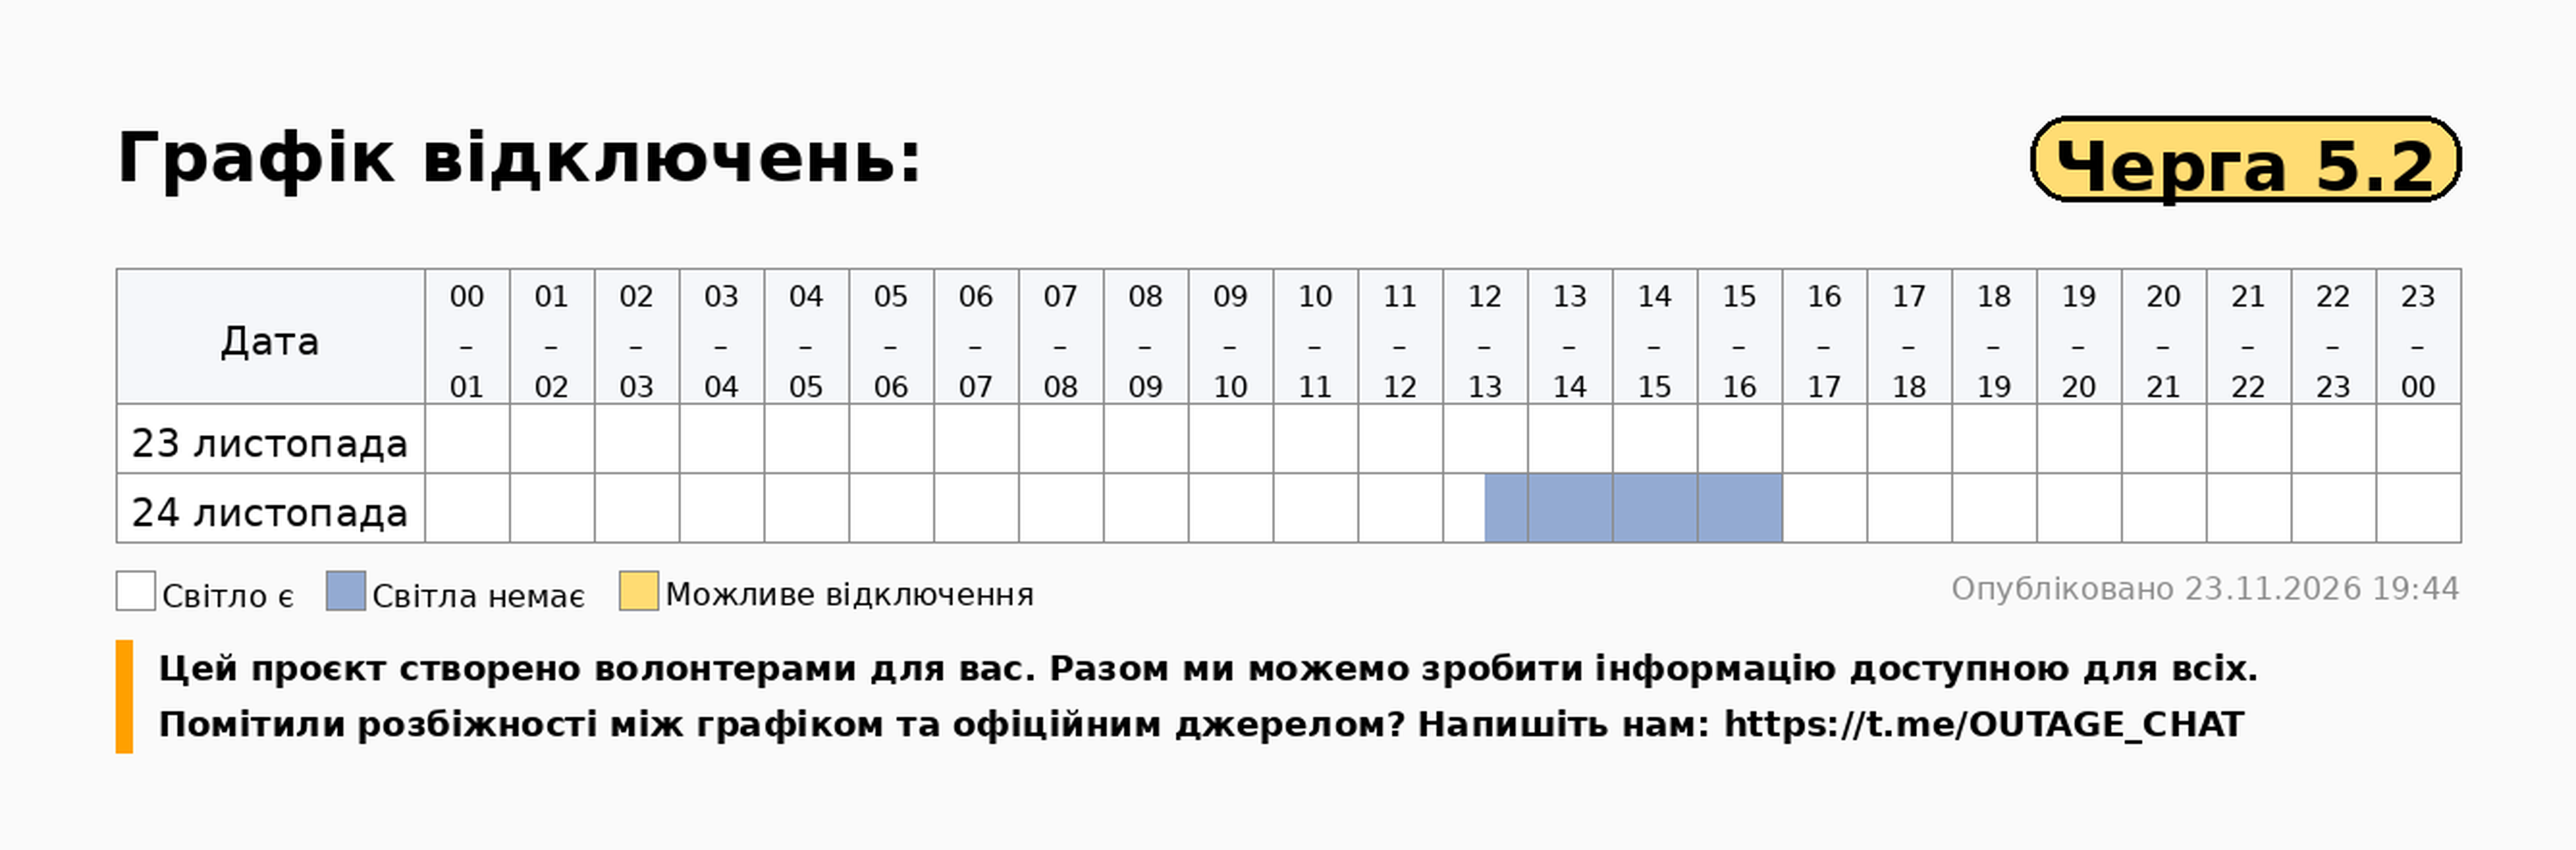 Графік відключень:
Черга 5.2
Дата
00 – 01
01 – 02
02 – 03
03 – 04
04 – 05
05 – 06
06 – 07
07 – 08
08 – 09
09 – 10
10 – 11
11 – 12
12 – 13
13 – 14
14 – 15
15 – 16
16 – 17
17 – 18
18 – 19
19 – 20
20 – 21
21 – 22
22 – 23
23 – 00
23 листопада
24 листопада
Світло є
Світла немає
Можливе відключення
Опубліковано 23.11.2026 19:44
Цей проєкт створено волонтерами для вас. Разом ми можемо зробити інформацію доступною для всіх.
Помітили розбіжності між графіком та офіційним джерелом? Напишіть нам: https://t.me/OUTAGE_CHAT